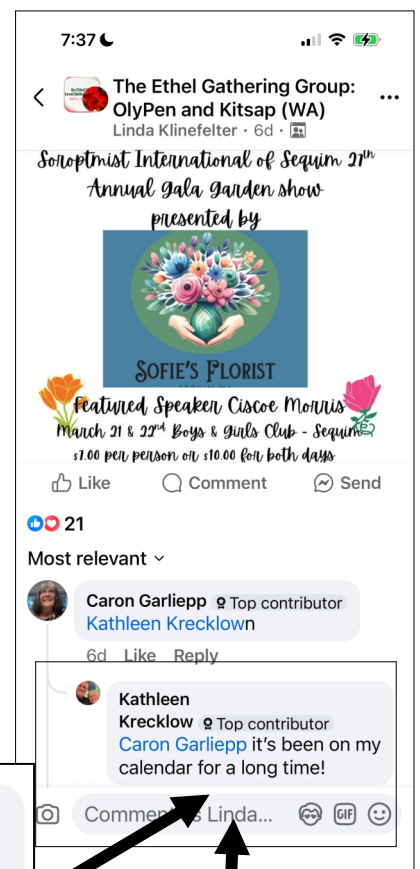 7:37
The Ethel Gathering Group:
OlyPen and Kitsap (WA)
Linda Klinefelter · 6d ·
Soroptmist International of Sequim 27th
Annual Gala Garden show
presented by
SOFIE'S FLORIST
Featured Speaker Ciscoe Morris
March 21 & 22nd Boys & Girls Club - Sequim
$7.00 per person or $10.00 for both days
Like Comment Send
21
Most relevant
Caron Garliepp Top contributor
Kathleen Krecklown
6d Like Reply
Kathleen
Krecklow Top contributor
Caron Garliepp it's been on my
calendar for a long time!
Comment Linda... GIF